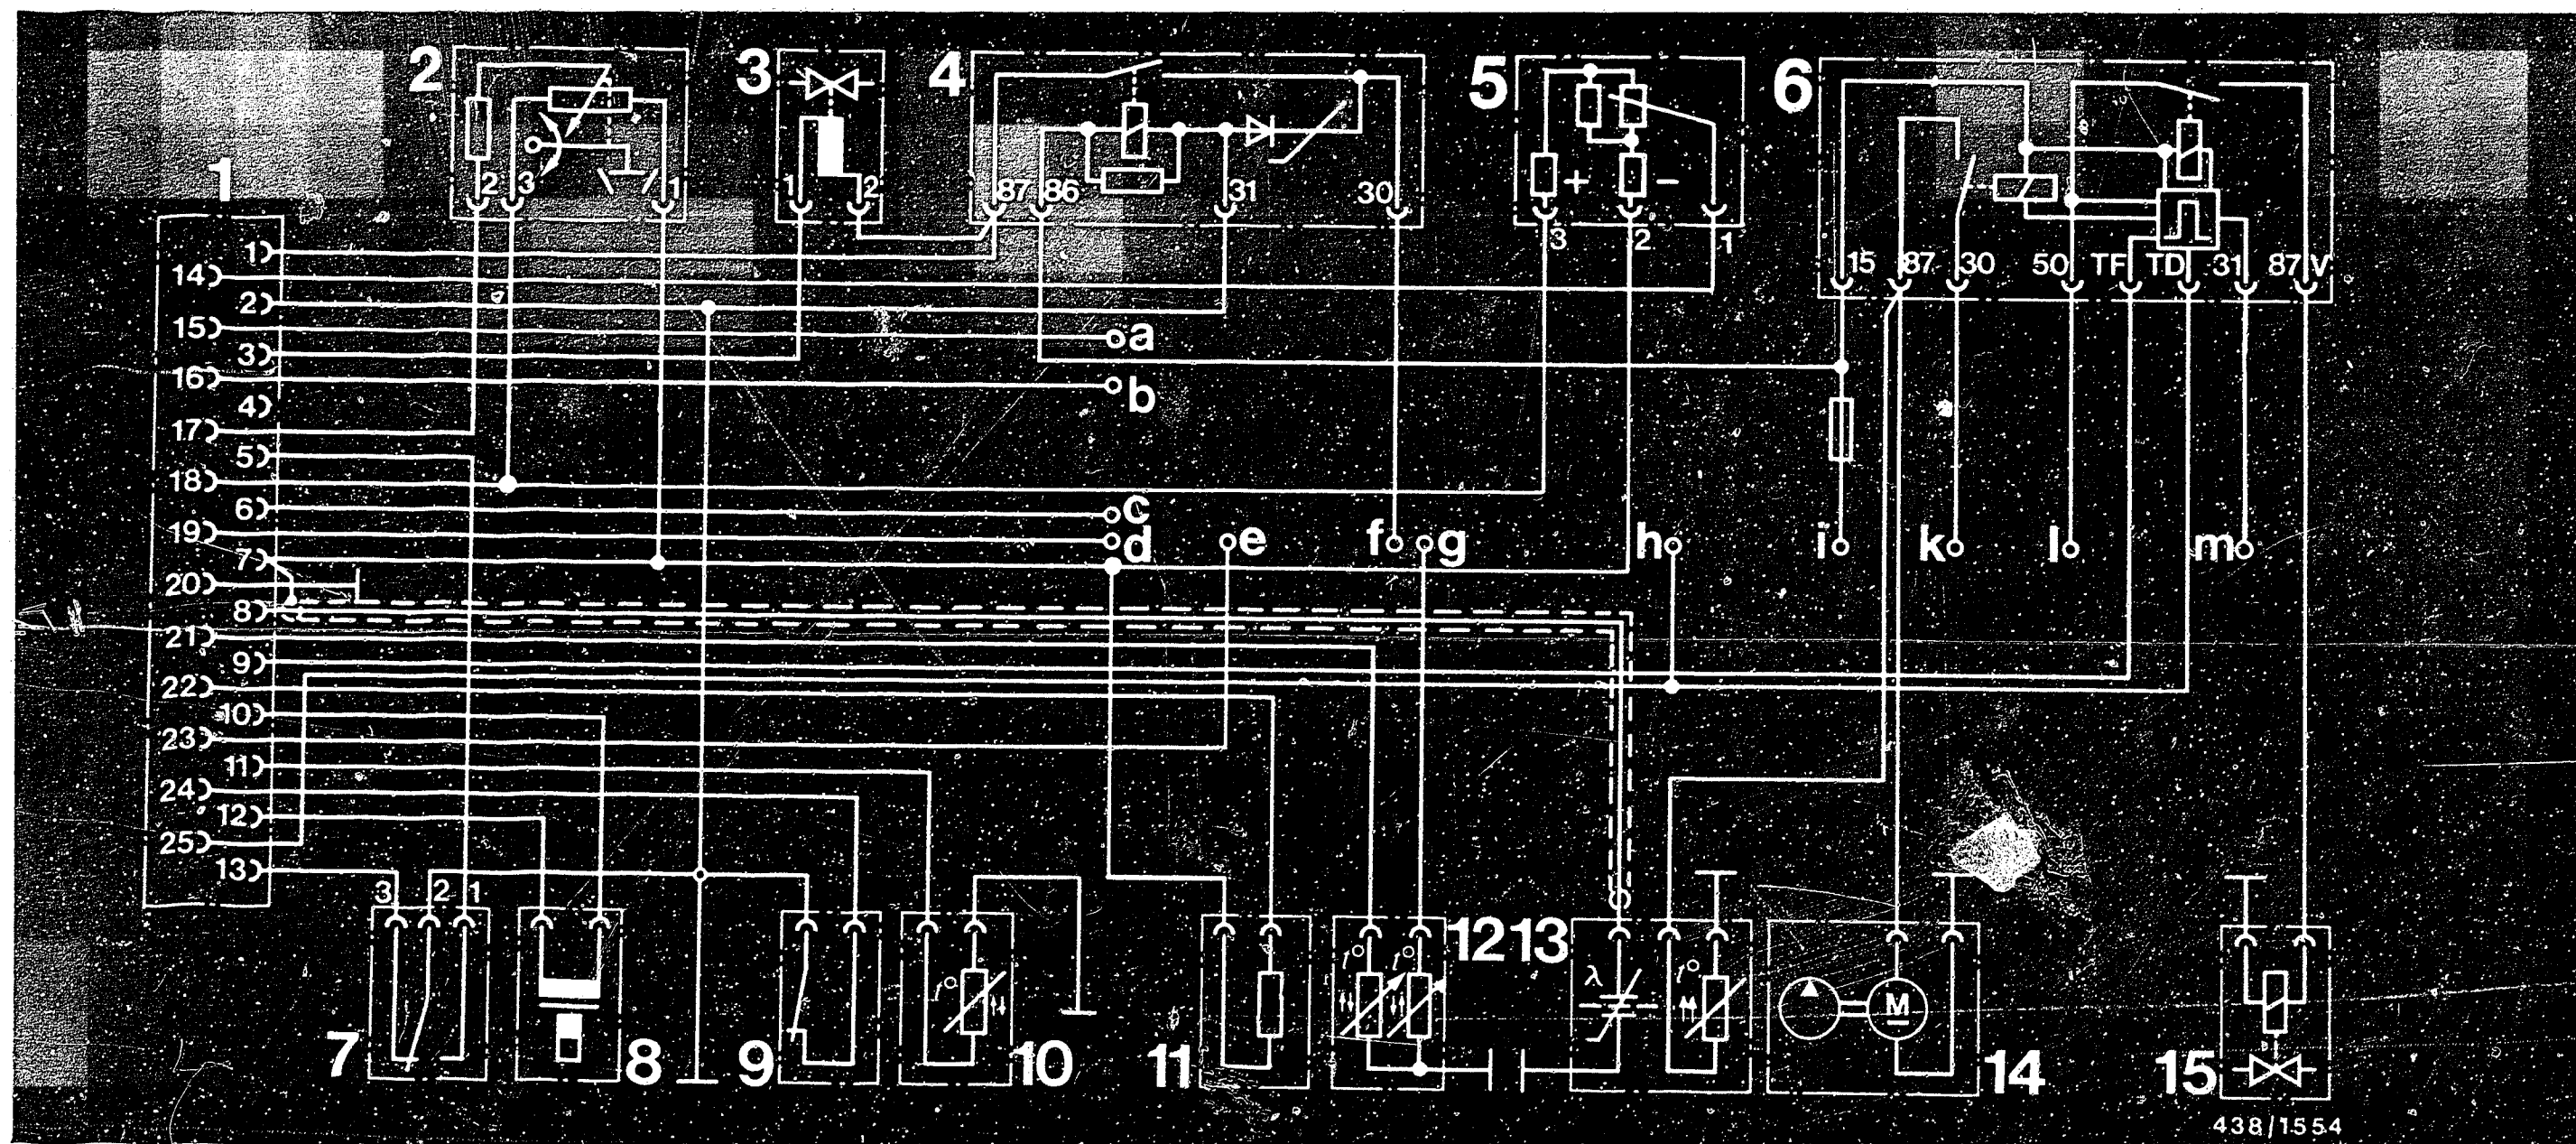 2 3 4 5 6
1
2 3 1
1 2
87 86 31 30
+ −
3 2 1
15 87 30 50 TF TD 31 87V
1
14
2
15 a
3
16 b
4
17
5
18
6 c
19 d e f g h i k l m
7
20
8
21
9
22
10
23
11
24
12
25
13
3 2 1
12 13
t° t° t° λ t°
M
7 8 9 10 11 14 15
438/1554